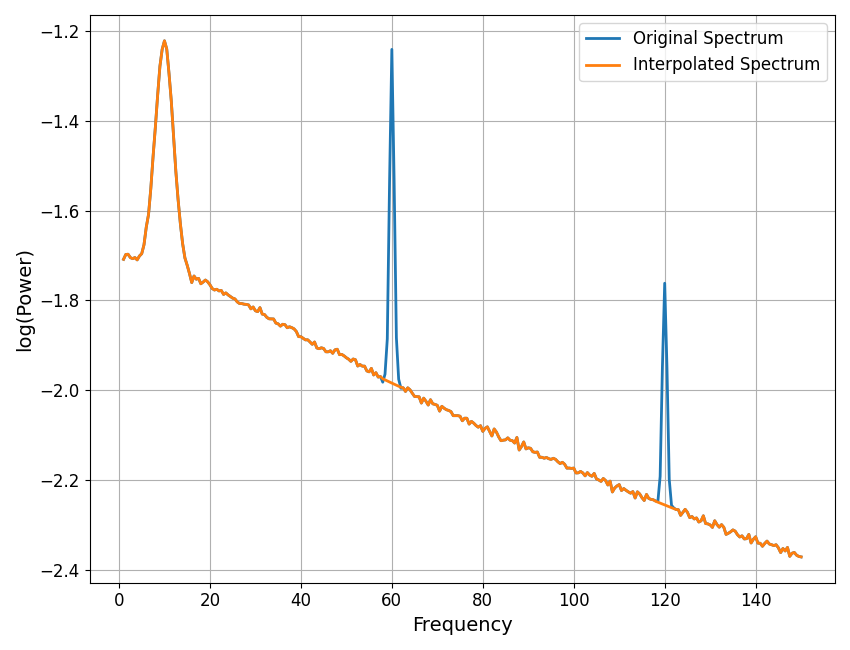 Original Spectrum
Interpolated Spectrum
−1.2
−1.4
−1.6
−1.8
−2.0
−2.2
−2.4
log(Power)
0 20 40 60 80 100 120 140
Frequency